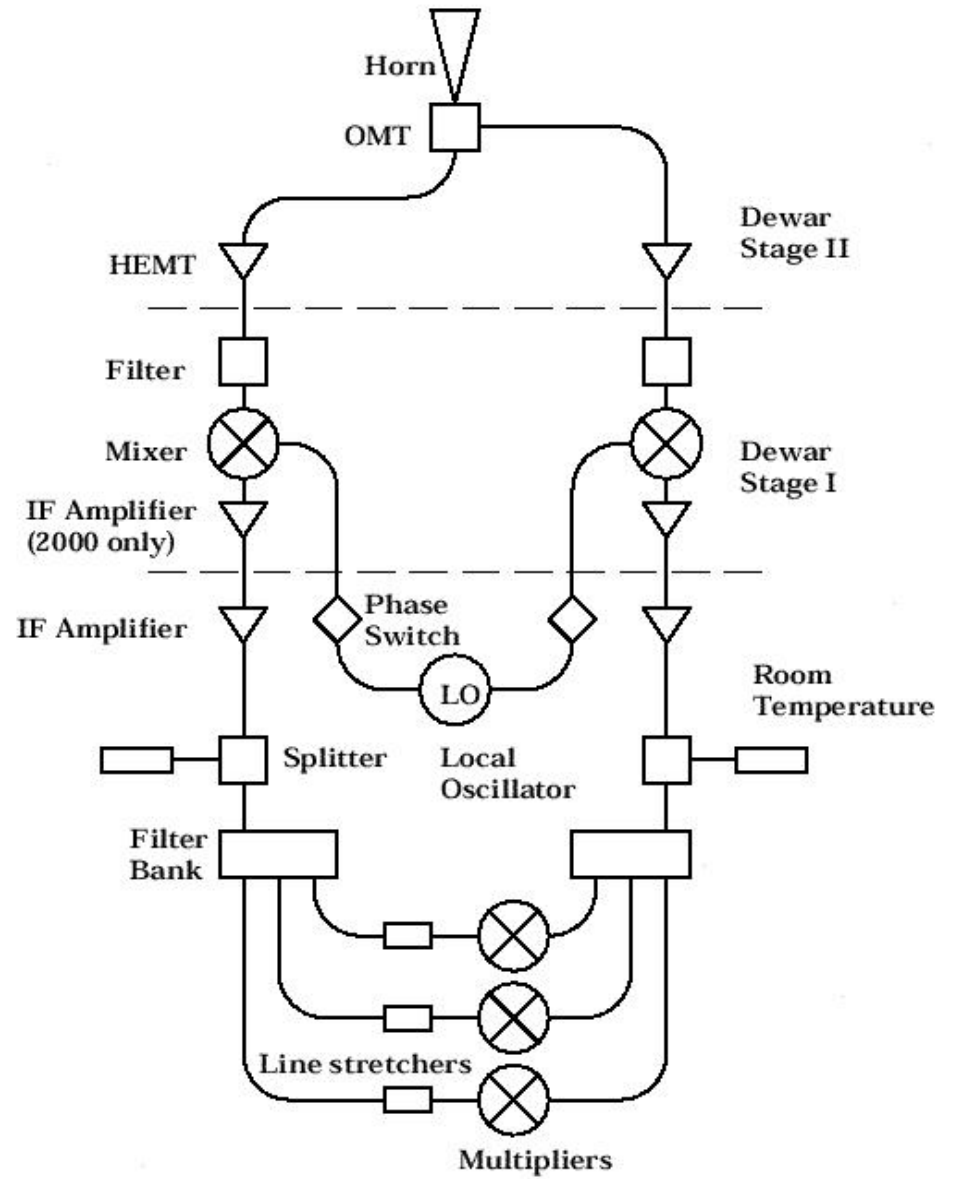 Horn
OMT
Dewar
Stage II
HEMT
Filter
Mixer
Dewar
Stage I
IF Amplifier
(2000 only)
Phase
Switch
IF Amplifier
LO
Room
Temperature
Splitter
Local
Oscillator
Filter
Bank
Line stretchers
Multipliers